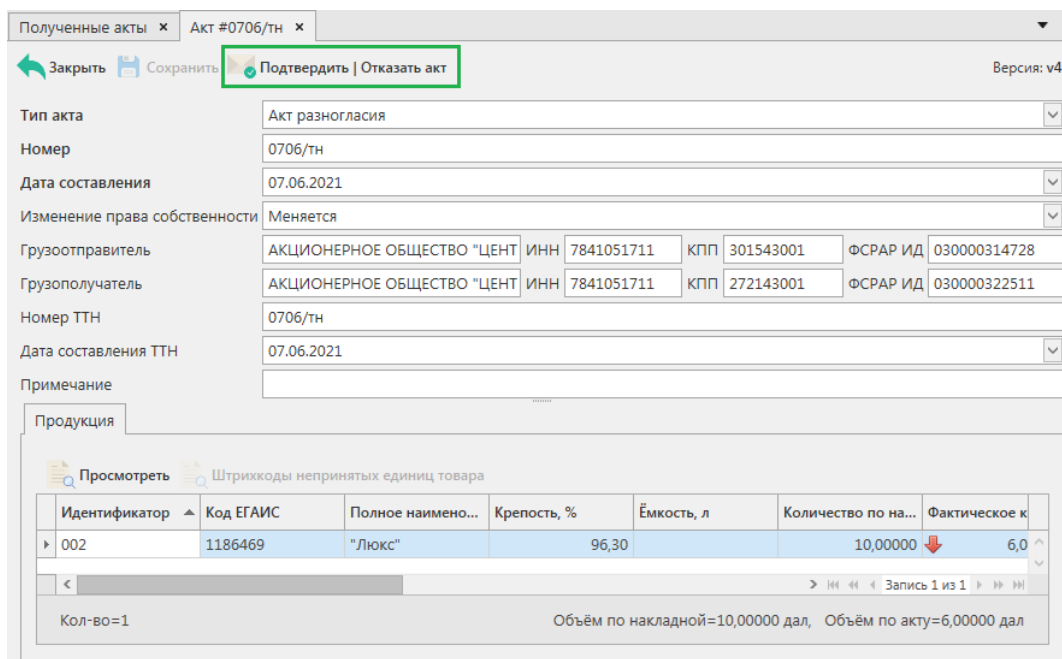 Полученные акты × Акт #0706/тн ×
Закрыть Сохранить Подтвердить | Отказать акт Версия: v4
Тип акта Акт разногласия
Номер 0706/тн
Дата составления 07.06.2021
Изменение права собственности Меняется
Грузоотправитель АКЦИОНЕРНОЕ ОБЩЕСТВО "ЦЕНТ ИНН 7841051711 КПП 301543001 ФСРАР ИД 030000314728
Грузополучатель АКЦИОНЕРНОЕ ОБЩЕСТВО "ЦЕНТ ИНН 7841051711 КПП 272143001 ФСРАР ИД 030000322511
Номер ТТН 0706/тн
Дата составления ТТН 07.06.2021
Примечание
Продукция
Просмотреть Штрихкоды непринятых единиц товара
Идентификатор Код ЕГАИС Полное наимено... Крепость, % Ёмкость, л Количество по на... Фактическое к
002 1186469 "Люкс" 96,30 10,00000 6,0
Запись 1 из 1
Кол-во=1 Объём по накладной=10,00000 дал, Объём по акту=6,00000 дал